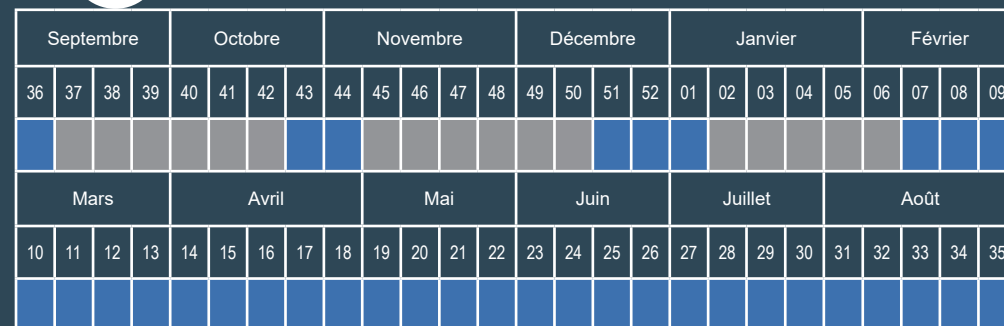 Septembre Octobre Novembre Décembre Janvier Février
36 37 38 39 40 41 42 43 44 45 46 47 48 49 50 51 52 01 02 03 04 05 06 07 08 09
Mars Avril Mai Juin Juillet Août
10 11 12 13 14 15 16 17 18 19 20 21 22 23 24 25 26 27 28 29 30 31 32 33 34 35